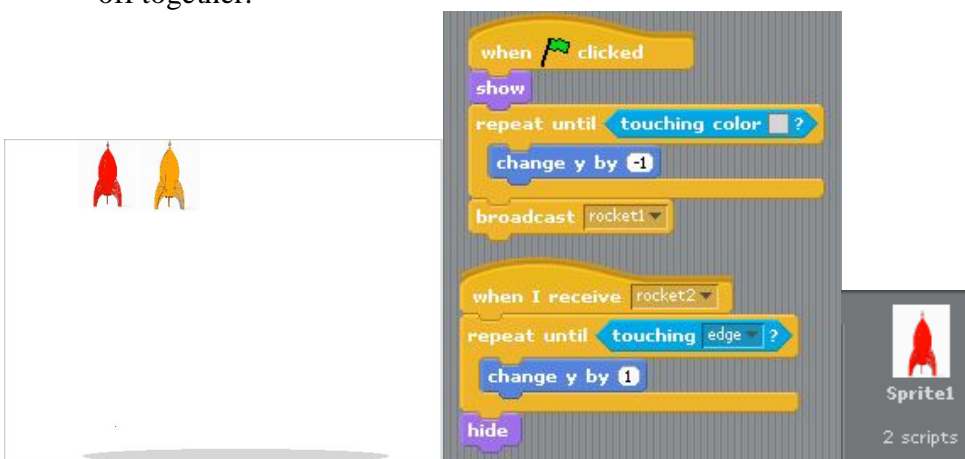 off together.
when clicked
show
repeat until touching color ?
change y by -1
broadcast rocket1
when I receive rocket2
repeat until touching edge ?
change y by 1
hide
Sprite1
2 scripts